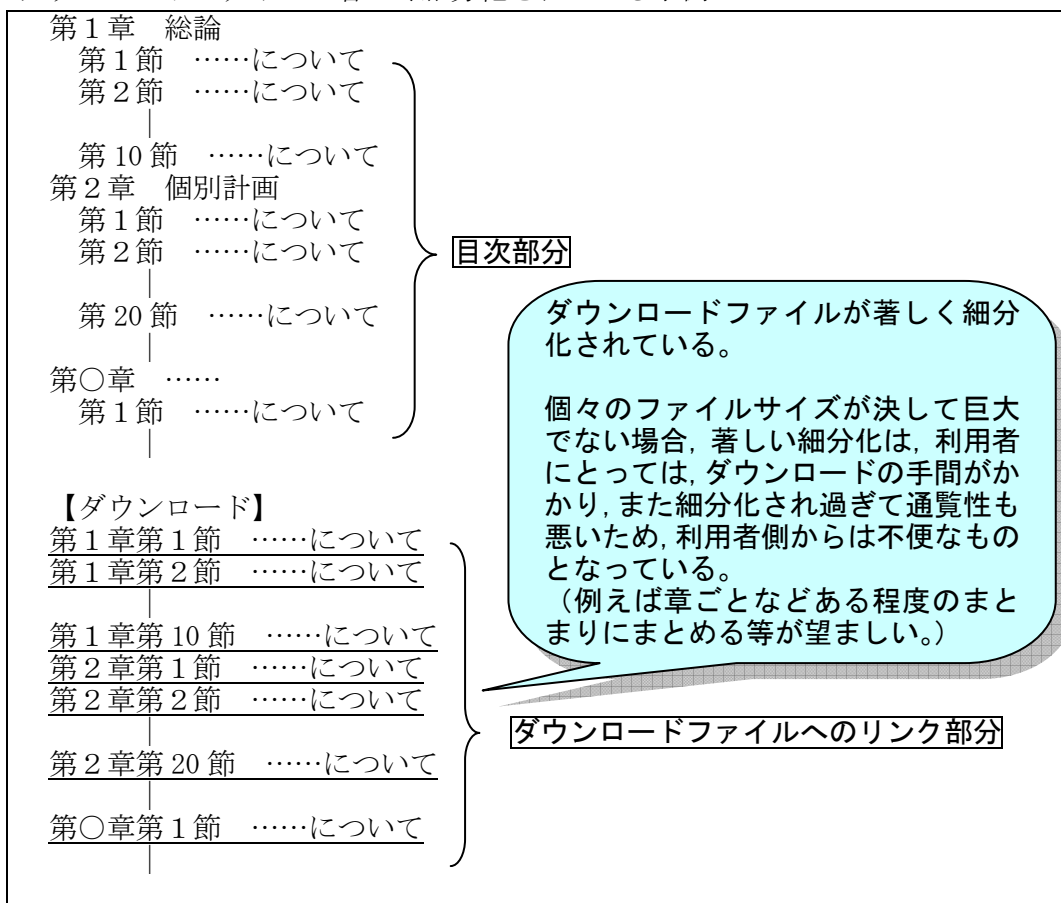 第１章　総論
第１節　……について
第２節　……について
｜
第 10 節　……について
第２章　個別計画
第１節　……について
第２節　……について
｜
第 20 節　……について
｜
第○章　……
第１節　……について
｜
目次部分
ダウンロードファイルが著しく細分
化されている。
個々のファイルサイズが決して巨大
でない場合，著しい細分化は，利用者
にとっては，ダウンロードの手間がか
かり，また細分化され過ぎて通覧性も
悪いため，利用者側からは不便なもの
となっている。
（例えば章ごとなどある程度のまと
まりにまとめる等が望ましい。）
【ダウンロード】
第１章第１節　……について
第１章第２節　……について
｜
第１章第 10 節　……について
第２章第１節　……について
第２章第２節　……について
｜
第２章第 20 節　……について
｜
第○章第１節　……について
｜
ダウンロードファイルへのリンク部分